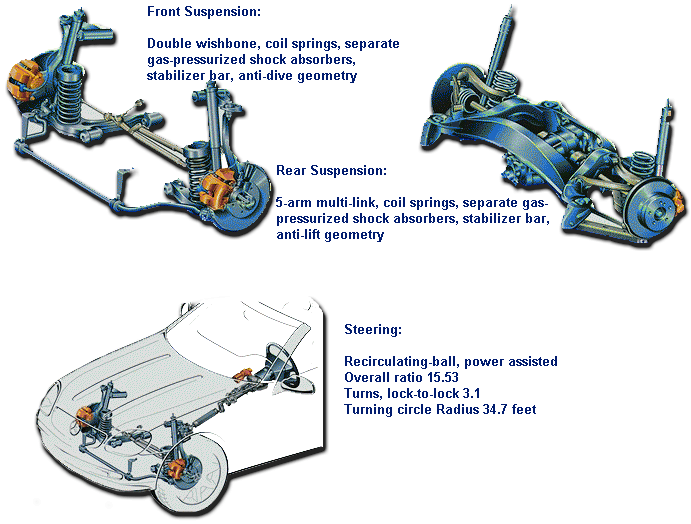 Front Suspension:
Double wishbone, coil springs, separate
gas-pressurized shock absorbers,
stabilizer bar, anti-dive geometry
Rear Suspension:
5-arm multi-link, coil springs, separate gas-
pressurized shock absorbers, stabilizer bar,
anti-lift geometry
Steering:
Recirculating-ball, power assisted
Overall ratio 15.53
Turns, lock-to-lock 3.1
Turning circle Radius 34.7 feet